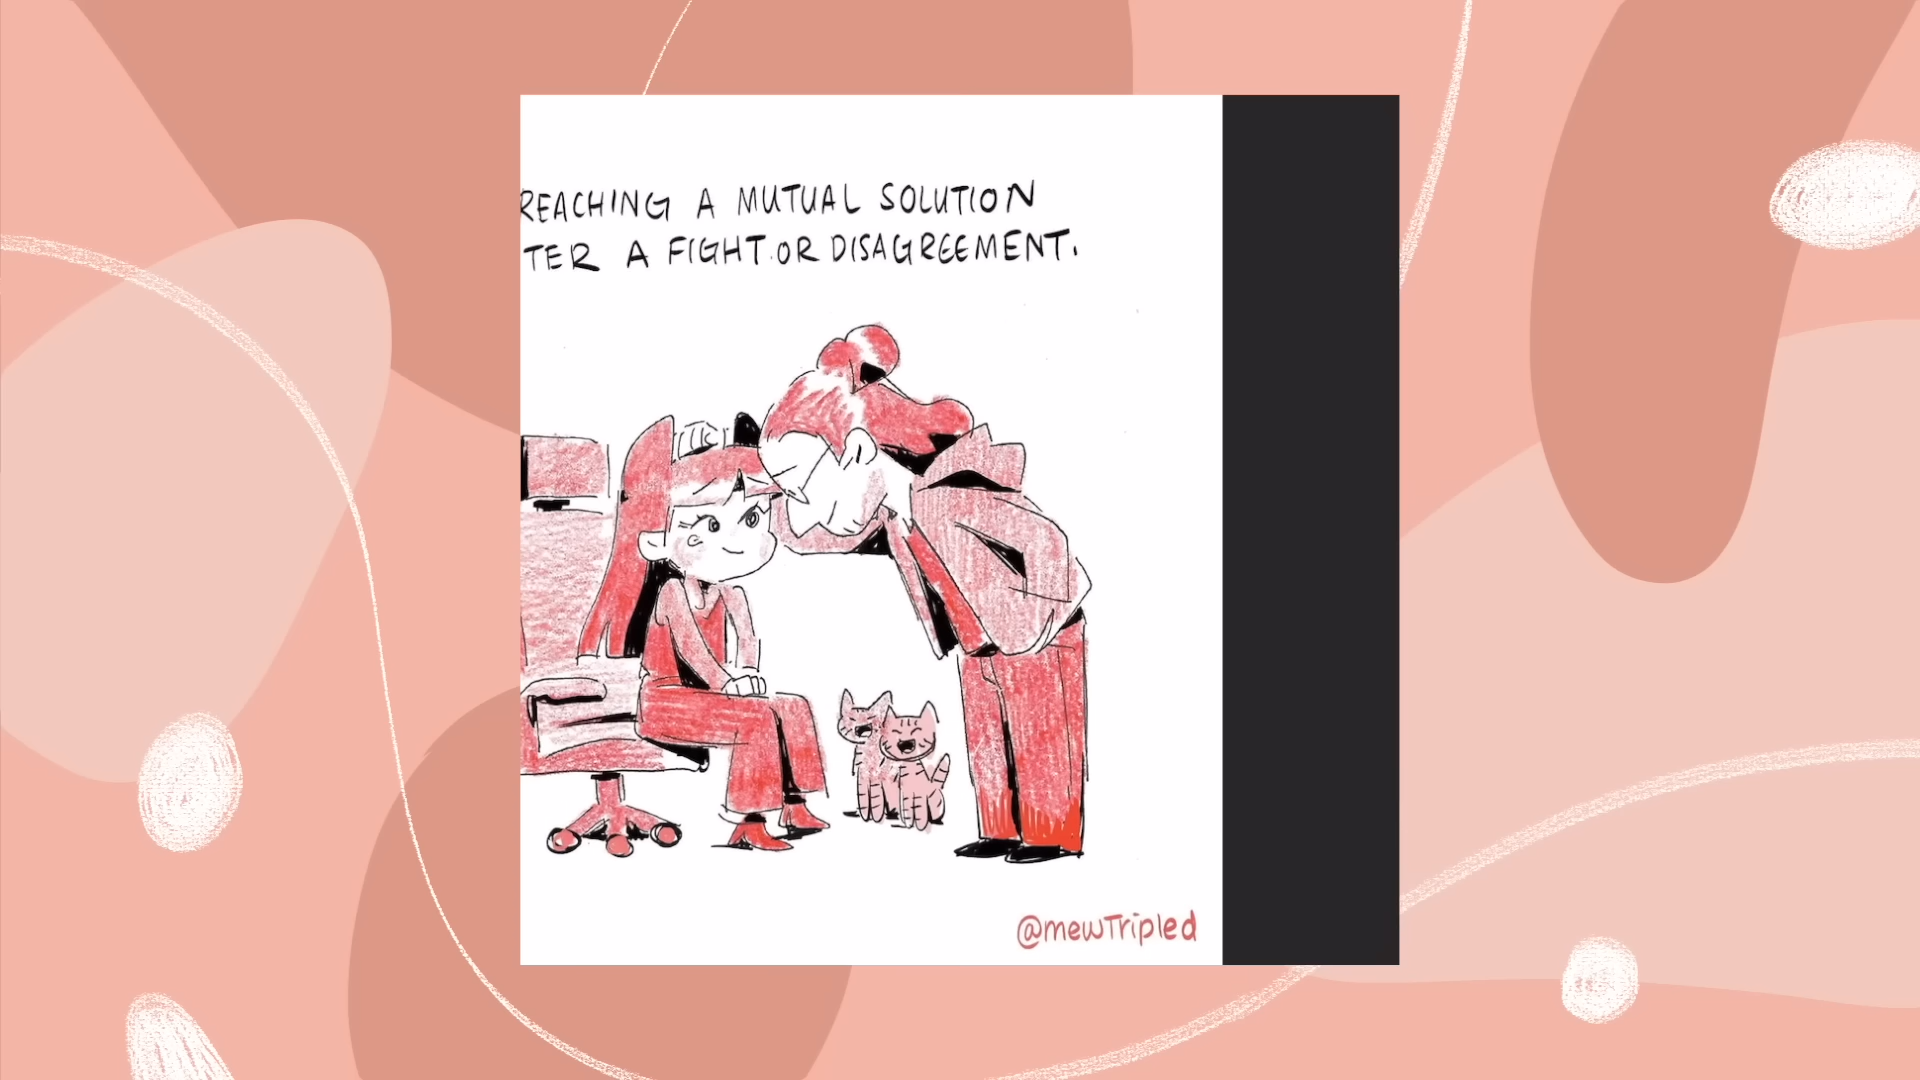 REACHING A MUTUAL SOLUTION
TER A FIGHT OR DISAGREEMENT.
@mewTripled